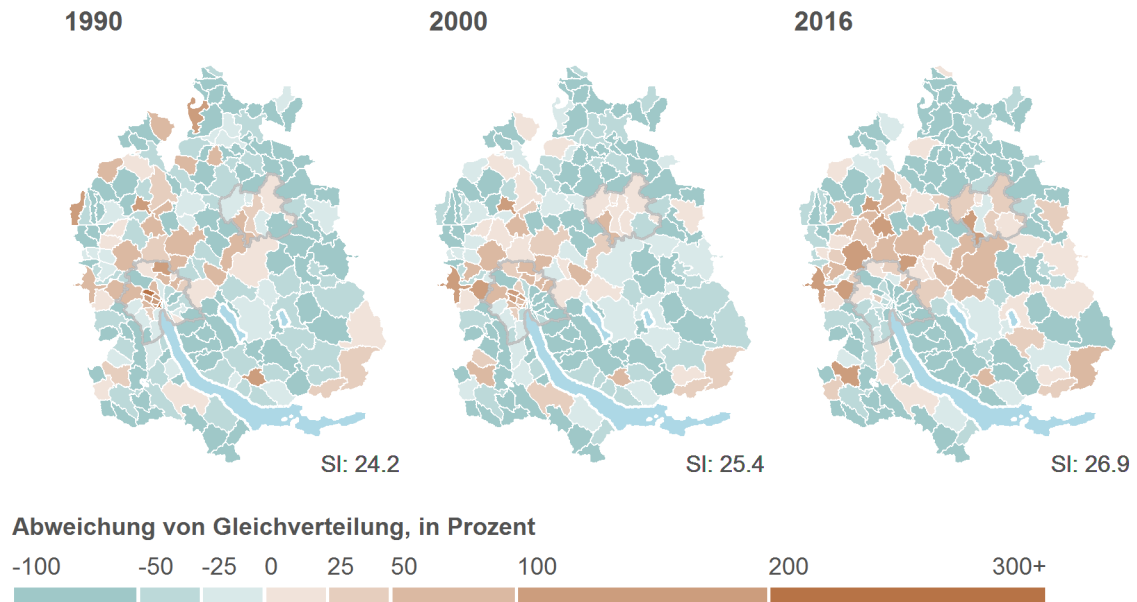 1990 2000 2016
SI: 24.2 SI: 25.4 SI: 26.9
Abweichung von Gleichverteilung, in Prozent
-100 -50 -25 0 25 50 100 200 300+